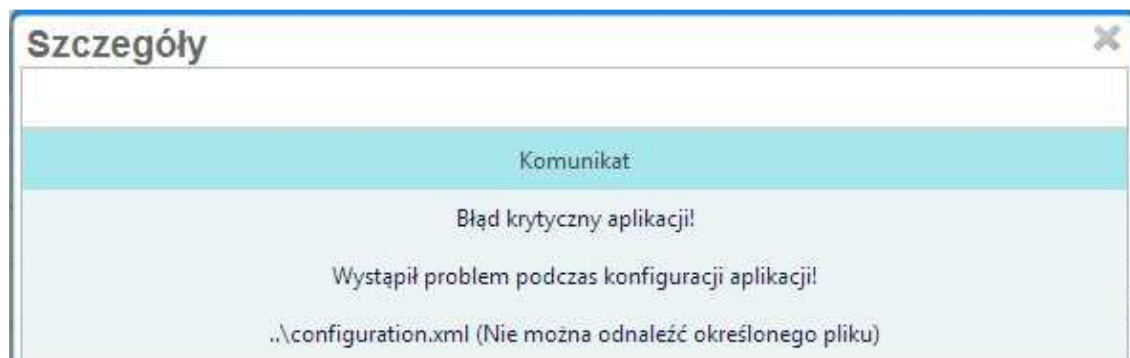 Szczegóły
Komunikat
Błąd krytyczny aplikacji!
Wystąpił problem podczas konfiguracji aplikacji!
..\configuration.xml (Nie można odnaleźć określonego pliku)